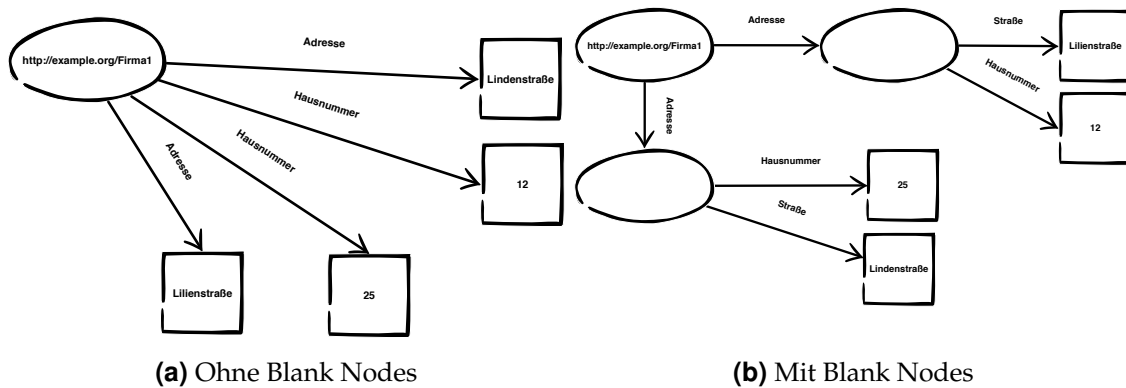 http://example.org/Firma1
Adresse
Lindenstraße
Hausnummer
12
Hausnummer
25
Adresse
Lilienstraße
(a) Ohne Blank Nodes
http://example.org/Firma1
Adresse
Straße
Lilienstraße
Hausnummer
12
Adresse
Hausnummer
25
Straße
Lindenstraße
(b) Mit Blank Nodes